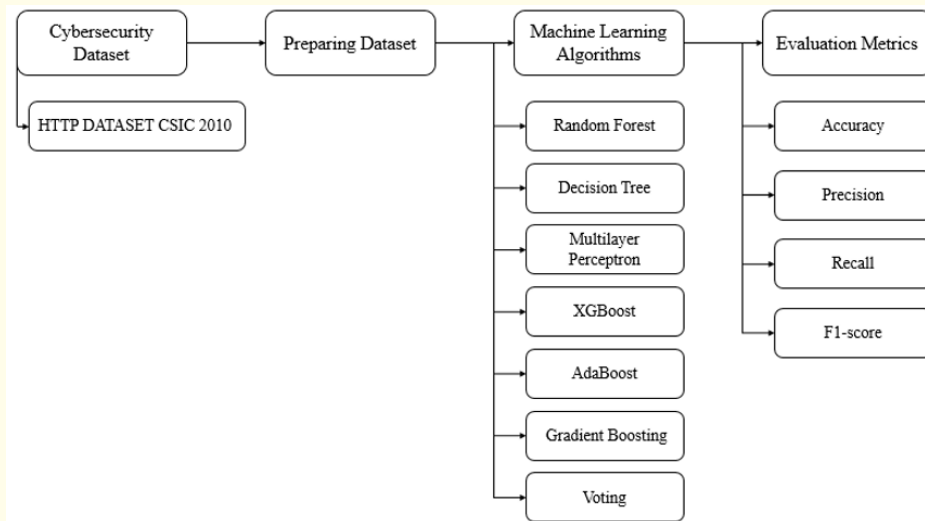 Cybersecurity
Dataset
Preparing Dataset
Machine Learning
Algorithms
Evaluation Metrics
HTTP DATASET CSIC 2010
Random Forest
Decision Tree
Multilayer
Perceptron
XGBoost
AdaBoost
Gradient Boosting
Voting
Accuracy
Precision
Recall
F1-score